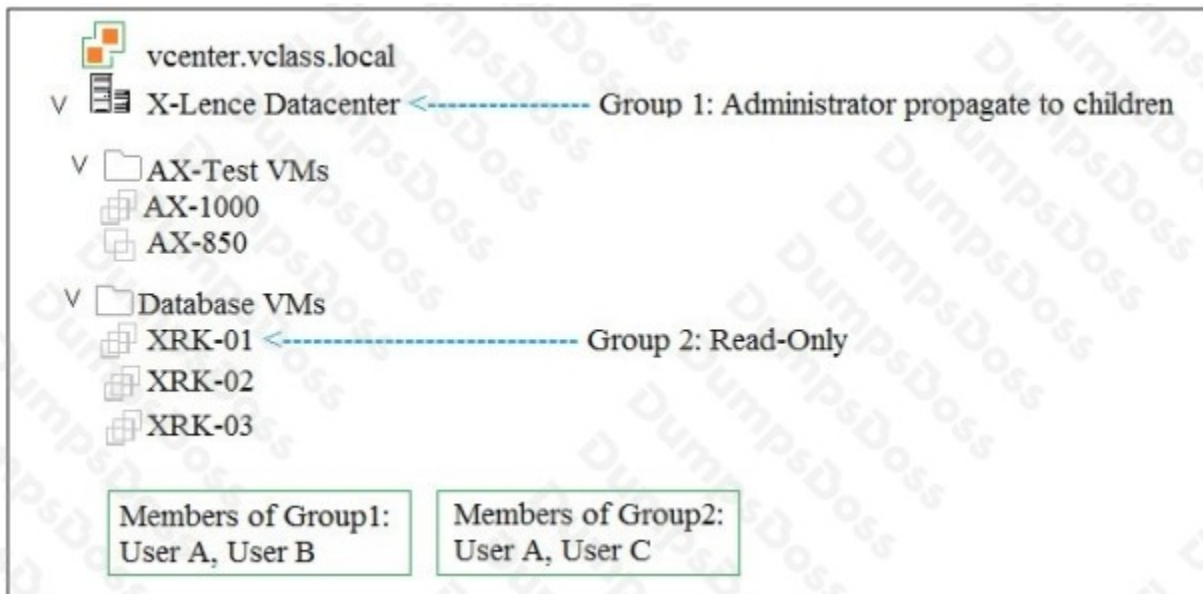 vcenter.vclass.local
X-Lence Datacenter Group 1: Administrator propagate to children
AX-Test VMs
AX-1000
AX-850
Database VMs
XRK-01 Group 2: Read-Only
XRK-02
XRK-03
Members of Group1: 
User A, User B
Members of Group2:
User A, User C
DumpsDoss